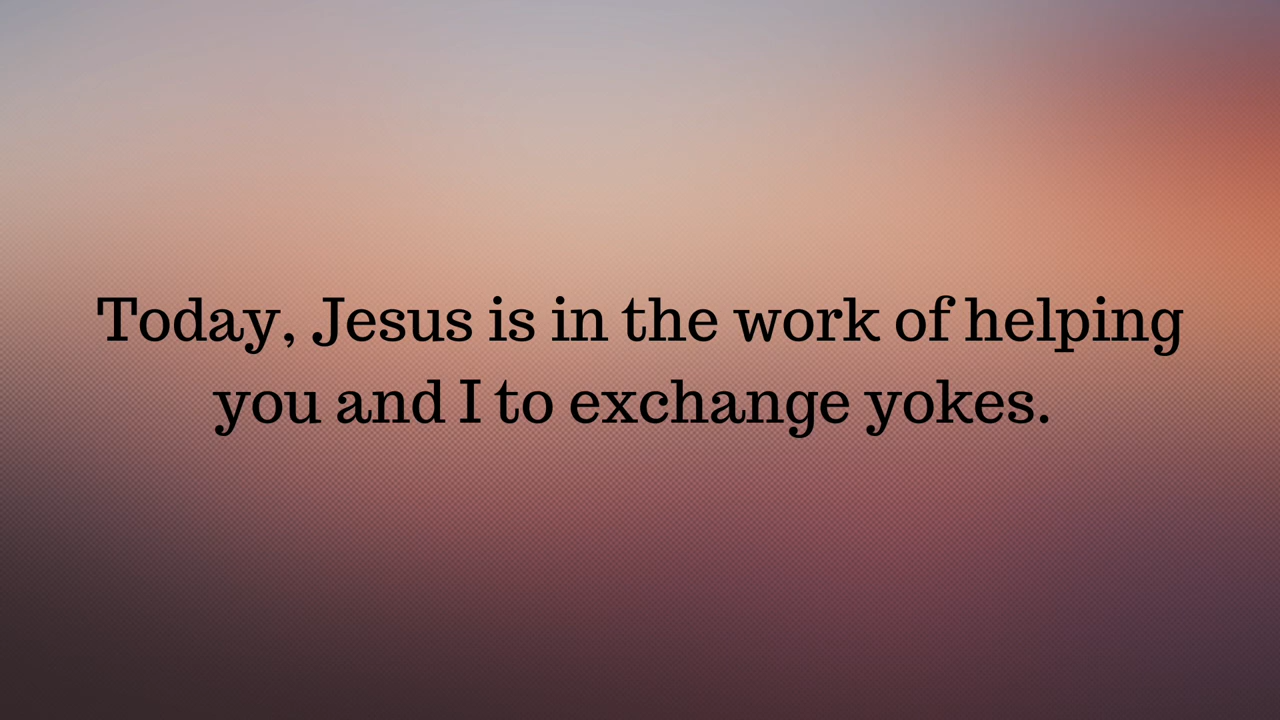 Today, Jesus is in the work of helping
you and I to exchange yokes.